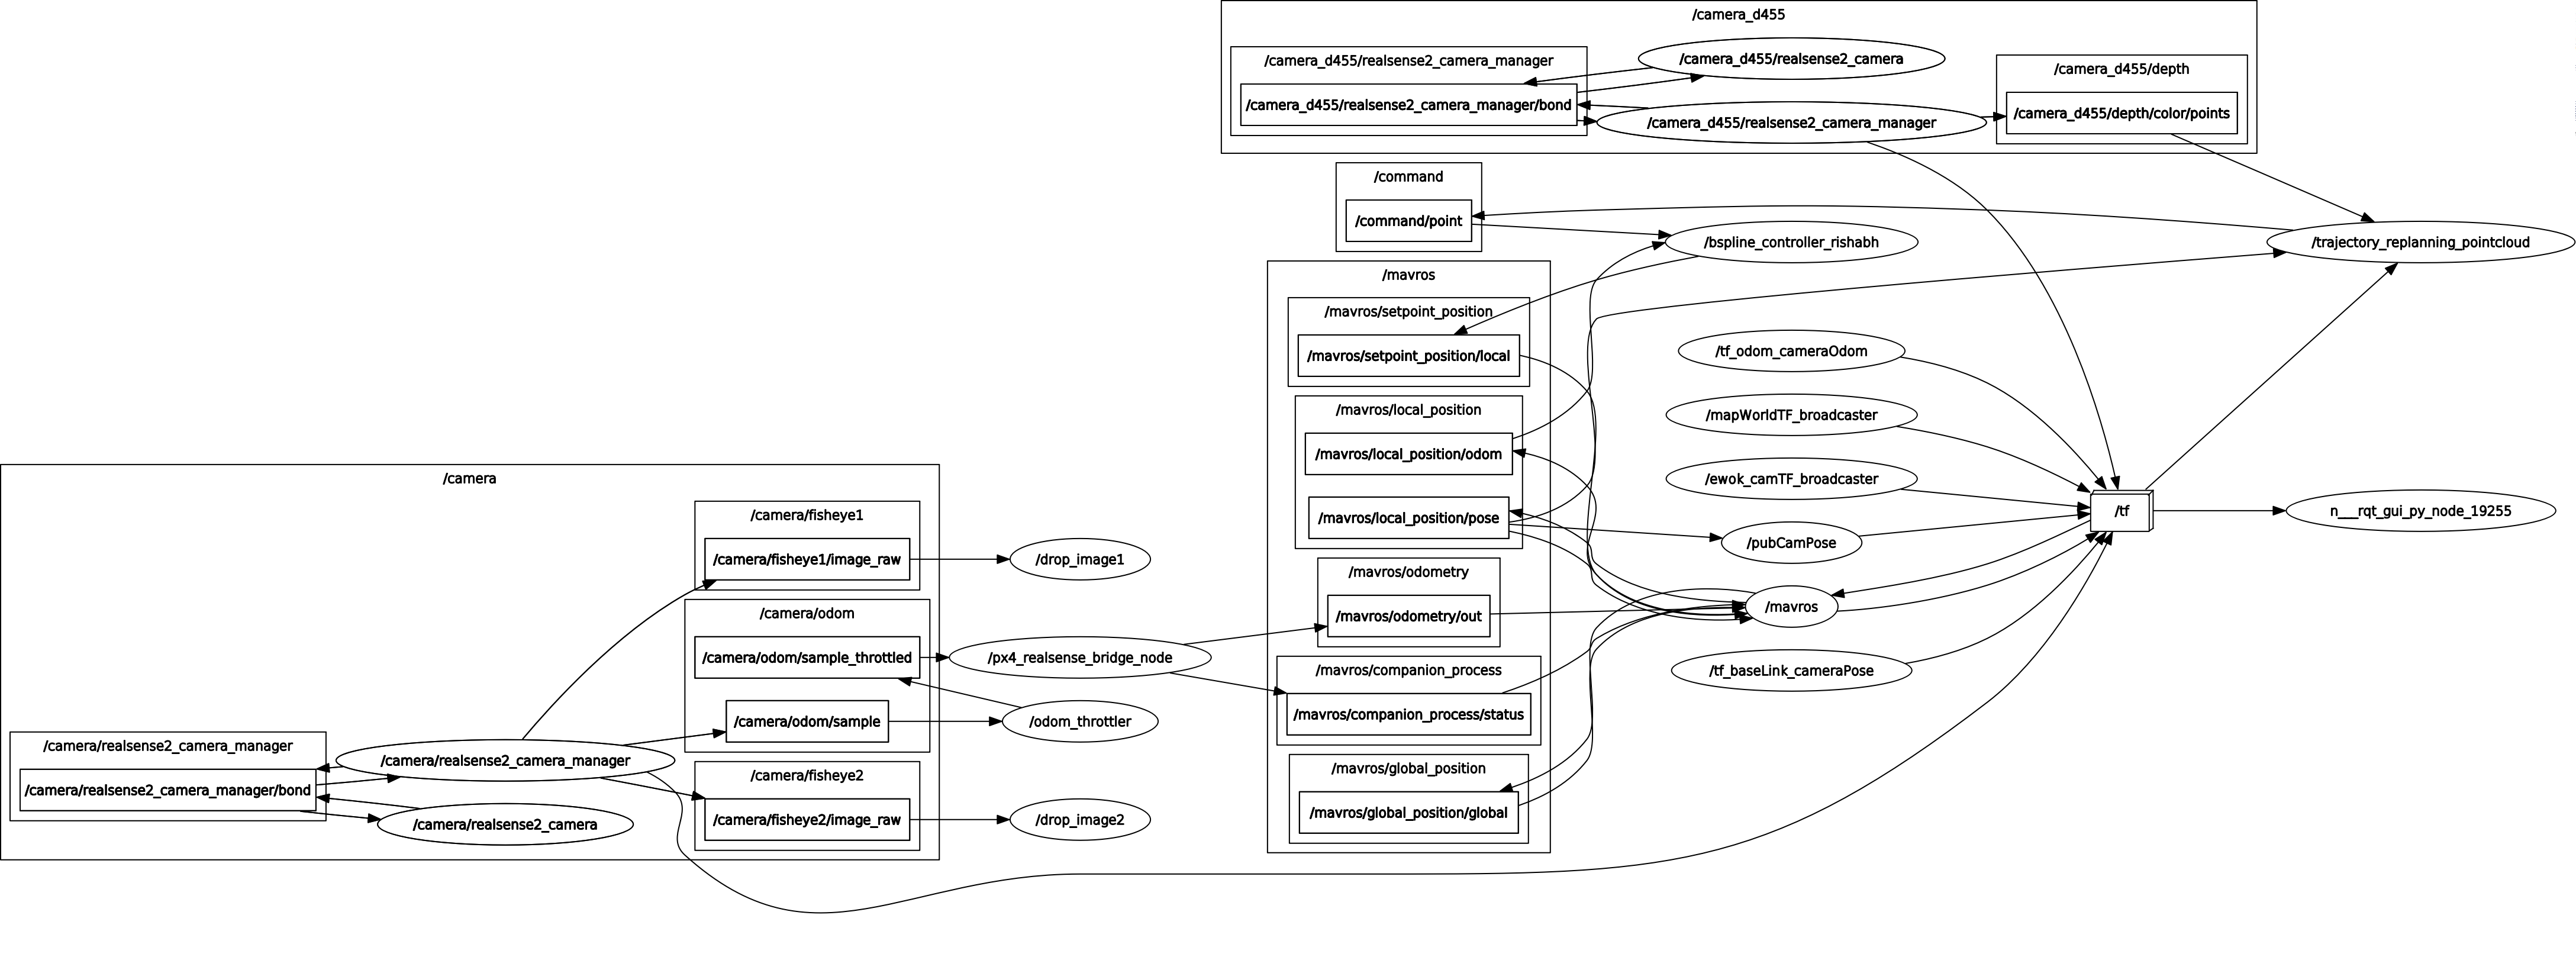 /camera_d455
/camera_d455/realsense2_camera_manager
/camera_d455/realsense2_camera_manager/bond
/camera_d455/realsense2_camera
/camera_d455/realsense2_camera_manager
/camera_d455/depth
/camera_d455/depth/color/points
/command
/command/point
/bspline_controller_rishabh
/trajectory_replanning_pointcloud
/mavros
/mavros/setpoint_position
/mavros/setpoint_position/local
/mavros/local_position
/mavros/local_position/odom
/mavros/local_position/pose
/mavros/odometry
/mavros/odometry/out
/mavros/companion_process
/mavros/companion_process/status
/mavros/global_position
/mavros/global_position/global
/tf_odom_cameraOdom
/mapWorldTF_broadcaster
/ewok_camTF_broadcaster
/pubCamPose
/mavros
/tf_baseLink_cameraPose
/tf
n___rqt_gui_py_node_19255
/camera
/camera/fisheye1
/camera/fisheye1/image_raw
/drop_image1
/camera/odom
/camera/odom/sample_throttled
/px4_realsense_bridge_node
/camera/odom/sample
/odom_throttler
/camera/realsense2_camera_manager
/camera/realsense2_camera_manager/bond
/camera/realsense2_camera_manager
/camera/realsense2_camera
/camera/fisheye2
/camera/fisheye2/image_raw
/drop_image2